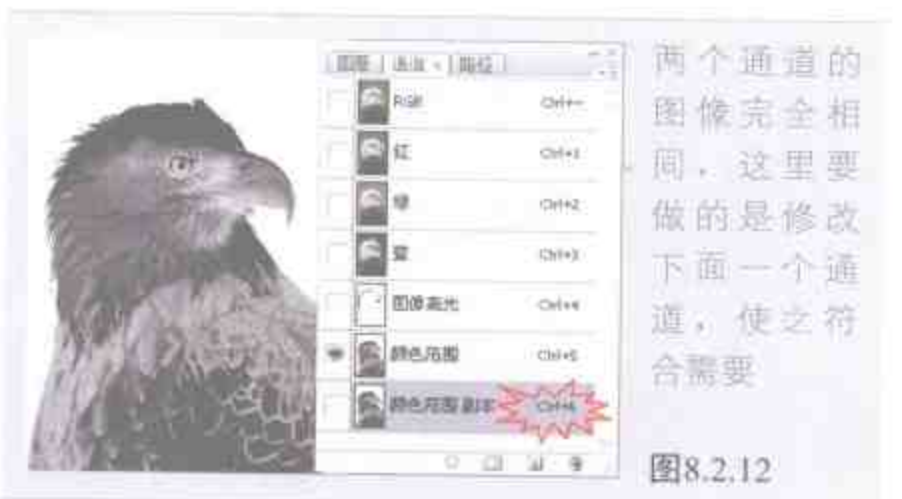 图层 通道 × 路径
RGB Ctrl+~
红 Ctrl+1
绿 Ctrl+2
蓝 Ctrl+3
图像高光 Ctrl+4
颜色范围 Ctrl+5
颜色范围 副本 Ctrl+6
两个通道的
图像完全相
同，这里要
做的是修改
下面一个通
道，使之符
合需要
图8.2.12